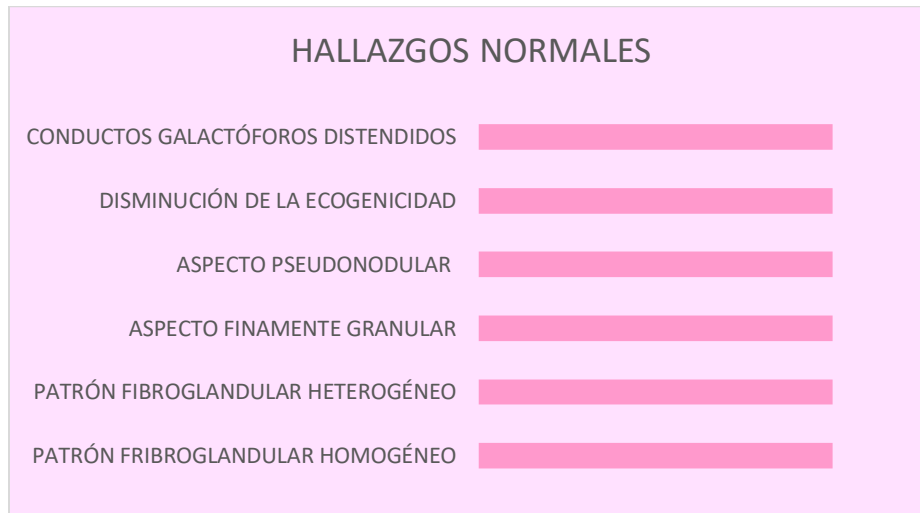 HALLAZGOS NORMALES
CONDUCTOS GALACTÓFOROS DISTENDIDOS
DISMINUCIÓN DE LA ECOGENICIDAD
ASPECTO PSEUDONODULAR
ASPECTO FINAMENTE GRANULAR
PATRÓN FIBROGLANDULAR HETEROGÉNEO
PATRÓN FRIBROGLANDULAR HOMOGÉNEO